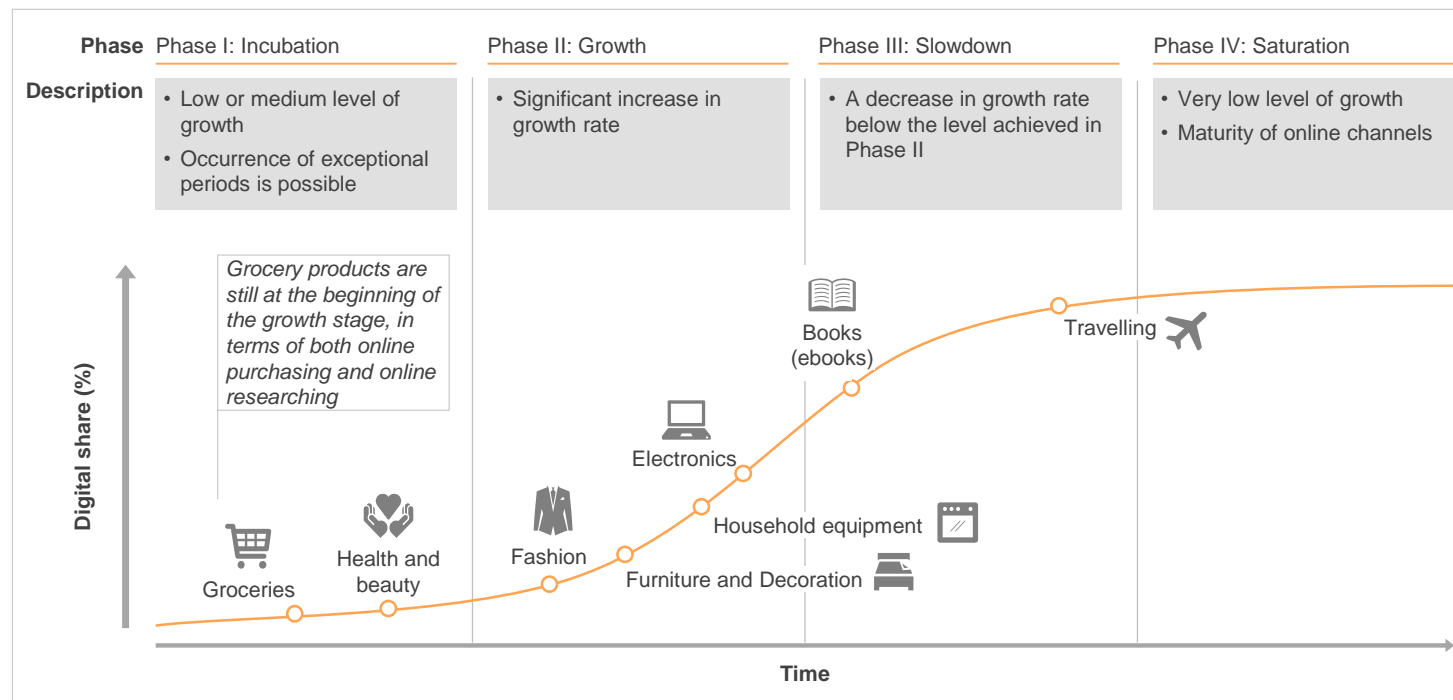 Phase
Phase I: Incubation
Phase II: Growth
Phase III: Slowdown
Phase IV: Saturation
Description
• Low or medium level of
growth
• Occurrence of exceptional
periods is possible
• Significant increase in
growth rate
• A decrease in growth rate
below the level achieved in
Phase II
• Very low level of growth
• Maturity of online channels
Grocery products are
still at the beginning of
the growth stage, in
terms of both online
purchasing and online
researching
Digital share (%)
Groceries
Health and
beauty
Fashion
Furniture and Decoration
Household equipment
Electronics
Books
(ebooks)
Travelling
Time